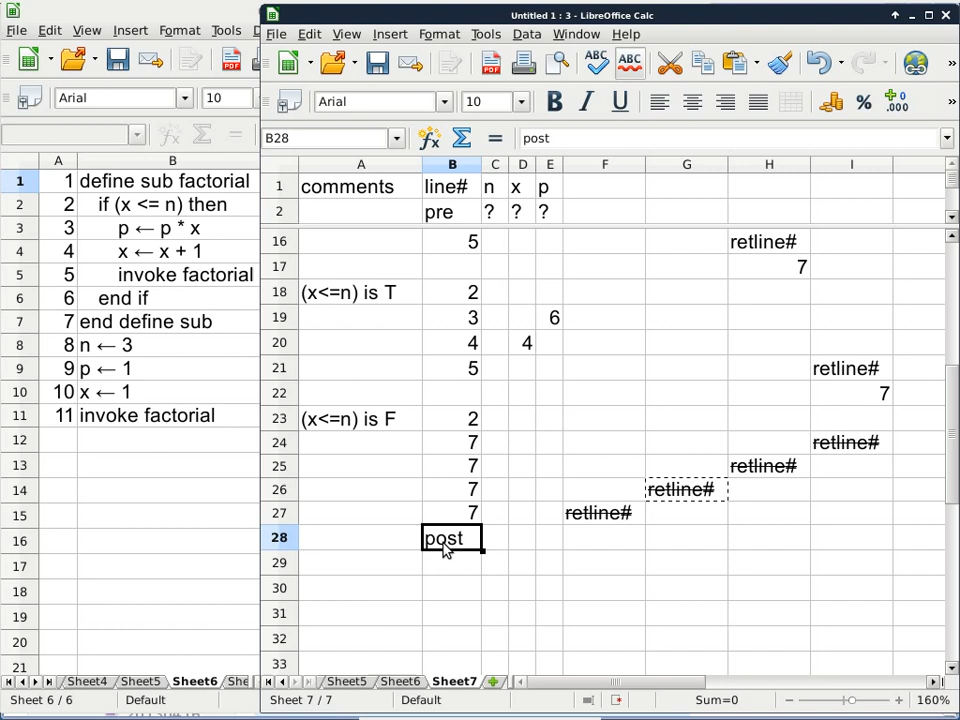 Untitled 1 : 3 - LibreOffice Calc
File Edit View Insert Format Tools
File Edit View Insert Format Tools Data Window Help
Arial 10
Arial 10
B28 post
A B
1 1 define sub factorial
2 2 if (x <= n) then
3 3 p ← p * x
4 4 x ← x + 1
5 5 invoke factorial
6 6 end if
7 7 end define sub
8 8 n ← 3
9 9 p ← 1
10 10 x ← 1
11 11 invoke factorial
12
13
14
15
16
17
18
19
20
21
A B C D E F G H I
1 comments line# n x p
2 pre ? ? ?
16 5 retline#
17 7
18 (x<=n) is T 2
19 3 6
20 4 4
21 5 retline#
22 7
23 (x<=n) is F 2
24 7 retline#
25 7 retline#
26 7 retline#
27 7 retline#
28 post
29
30
31
32
33
Sheet4 Sheet5 Sheet6 She
Sheet5 Sheet6 Sheet7
Sheet 6 / 6 Default
Sheet 7 / 7 Default Sum=0 160%